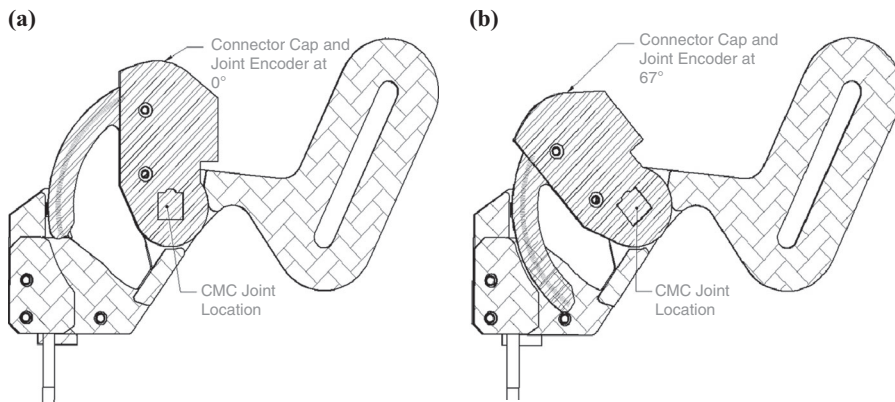 (a)
Connector Cap and
Joint Encoder at
0°
CMC Joint
Location
(b)
Connector Cap and
Joint Encoder at
67°
CMC Joint
Location